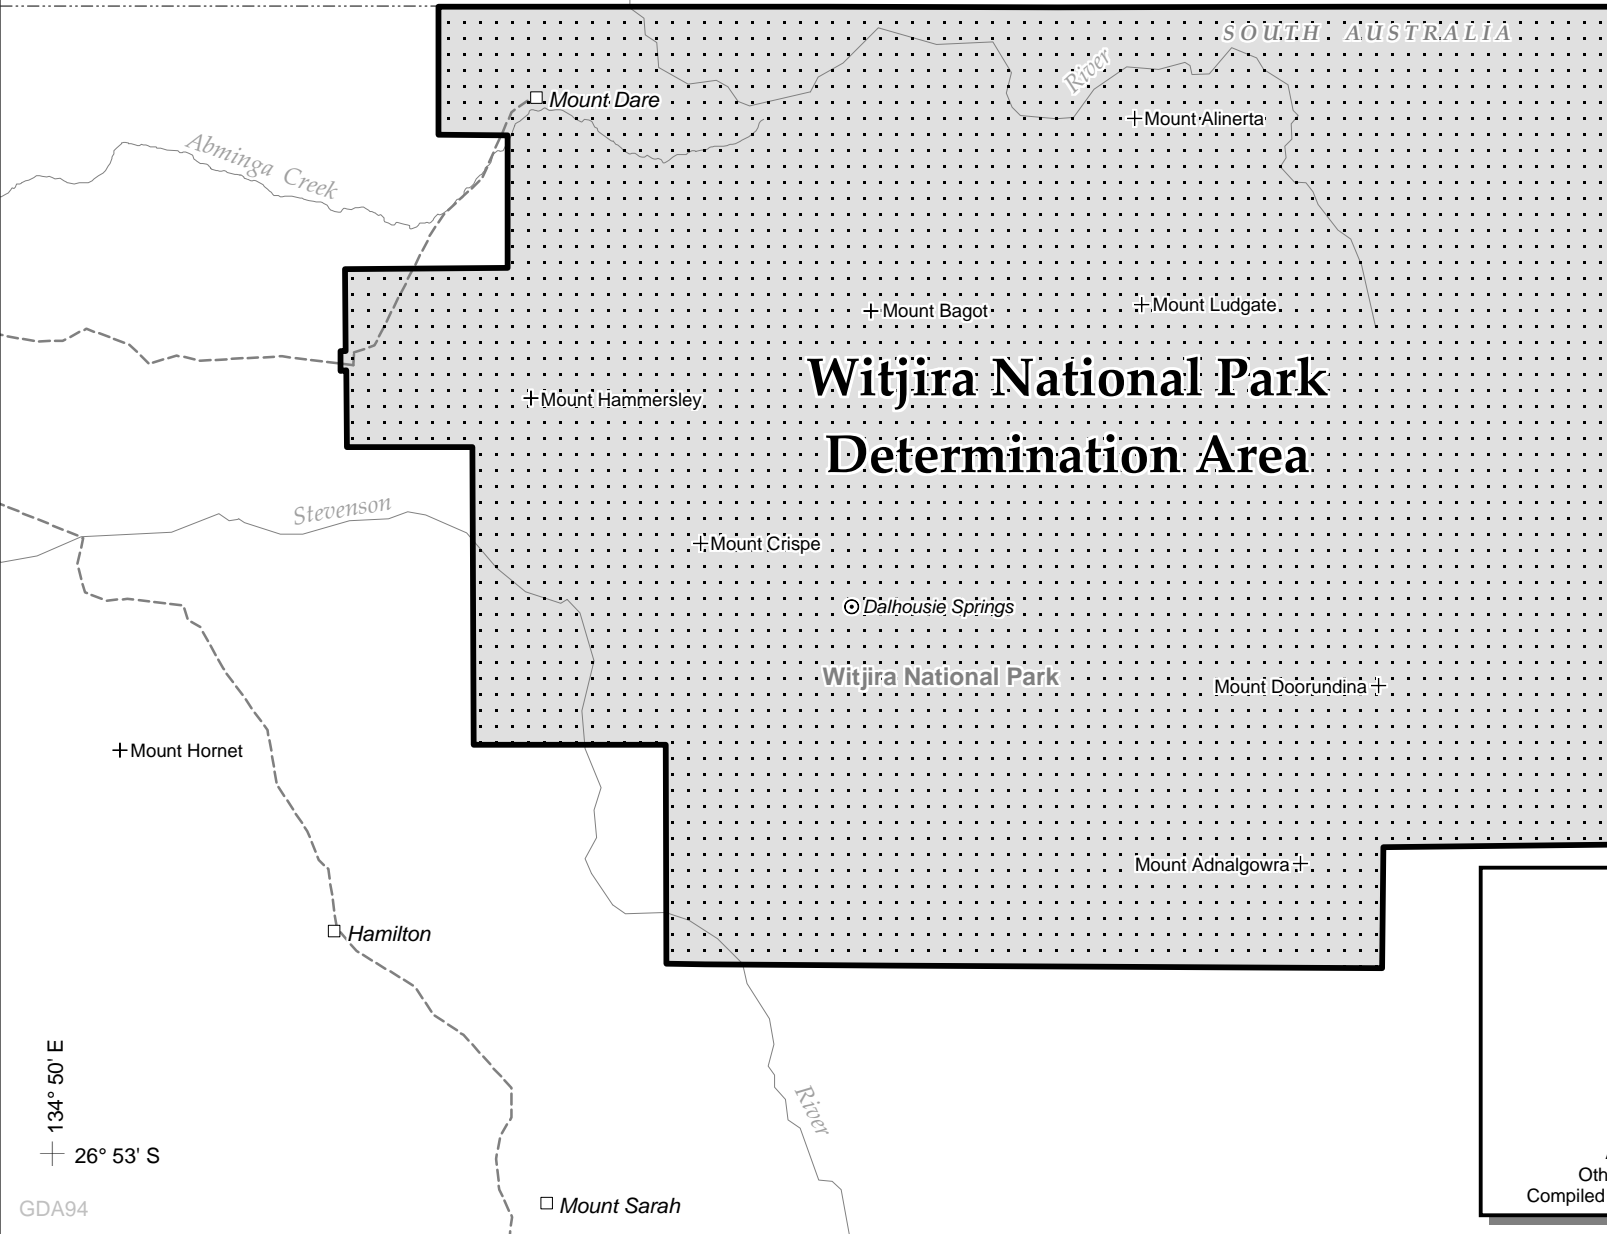 SOUTH AUSTRALIA
River
Mount Dare
Mount Alinerta
Abminga Creek
Mount Bagot
Mount Ludgate
Witjira National Park
Determination Area
Mount Hammersley
Stevenson
Mount Crispe
Dalhousie Springs
Witjira National Park
Mount Doorundina
Mount Hornet
Mount Adnalgowra
Hamilton
134° 50' E
River
26° 53' S
Oth
Compiled
Mount Sarah
GDA94